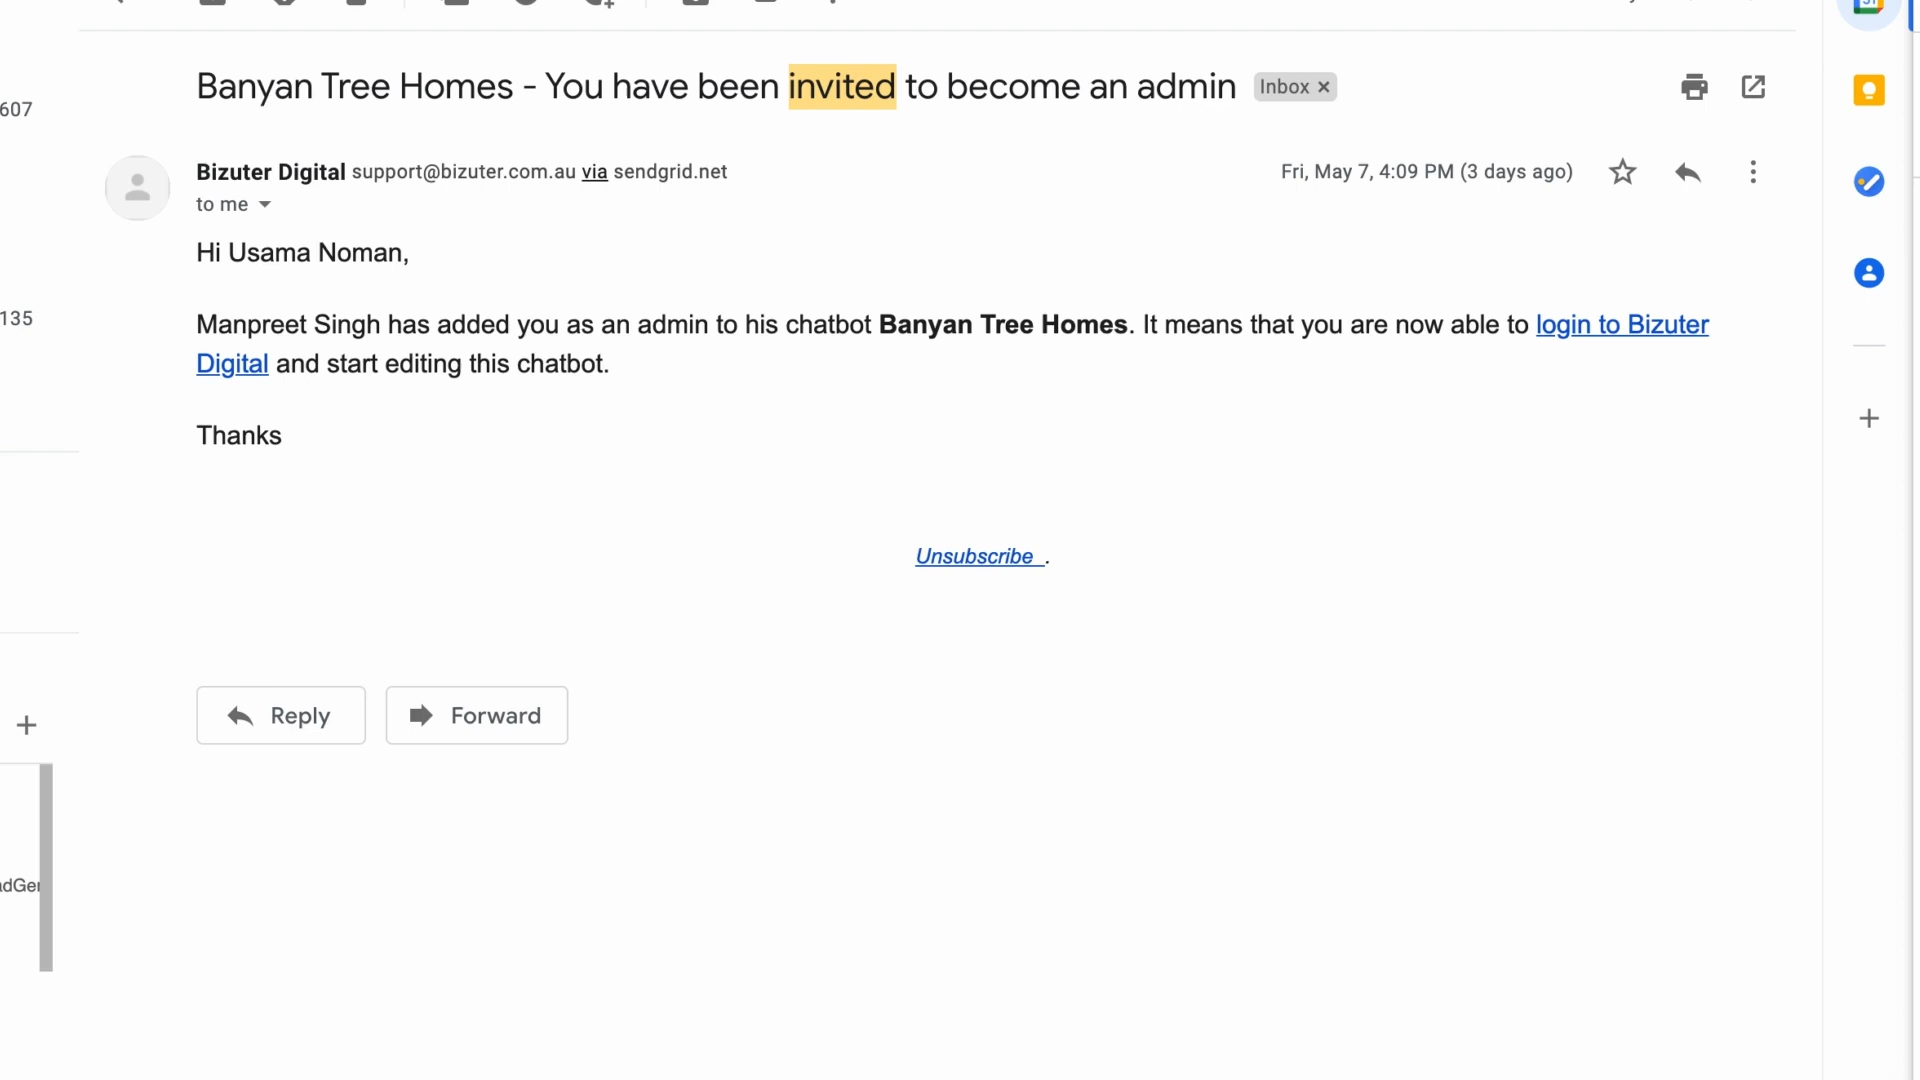 Banyan Tree Homes - You have been invited to become an admin Inbox ×
607
Bizuter Digital support@bizuter.com.au via sendgrid.net Fri, May 7, 4:09 PM (3 days ago)
to me
Hi Usama Noman,
135
Manpreet Singh has added you as an admin to his chatbot Banyan Tree Homes. It means that you are now able to login to Bizuter
Digital and start editing this chatbot.
Thanks
Unsubscribe .
Reply Forward